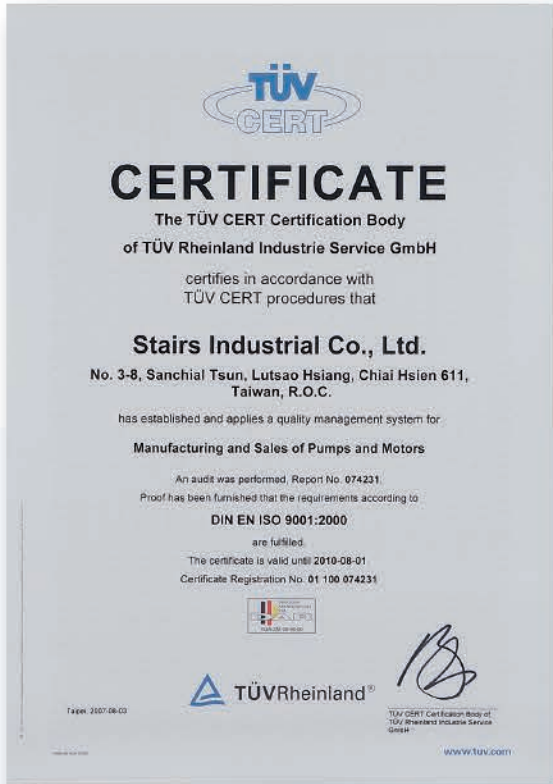 TÜV
CERT
CERTIFICATE
The TÜV CERT Certification Body
of TÜV Rheinland Industrie Service GmbH
certifies in accordance with
TÜV CERT procedures that
Stairs Industrial Co., Ltd.
No. 3-8, Sanchial Tsun, Lutsao Hsiang, Chiai Hsien 611,
Taiwan, R.O.C.
has established and applies a quality management system for
Manufacturing and Sales of Pumps and Motors
An audit was performed, Report No. 074231.
Proof has been furnished that the requirements according to
DIN EN ISO 9001:2000
are fulfilled.
The certificate is valid until 2010-08-01
Certificate Registration No. 01 100 074231
TÜVRheinland®
Taipei, 2007-08-03
TÜV CERT Certification Body of
TÜV Rheinland Industrie Service
GmbH
www.tuv.com